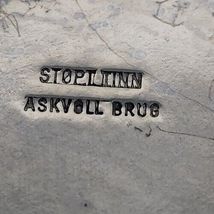 STØPT TINN
ASKVOLL BRUG